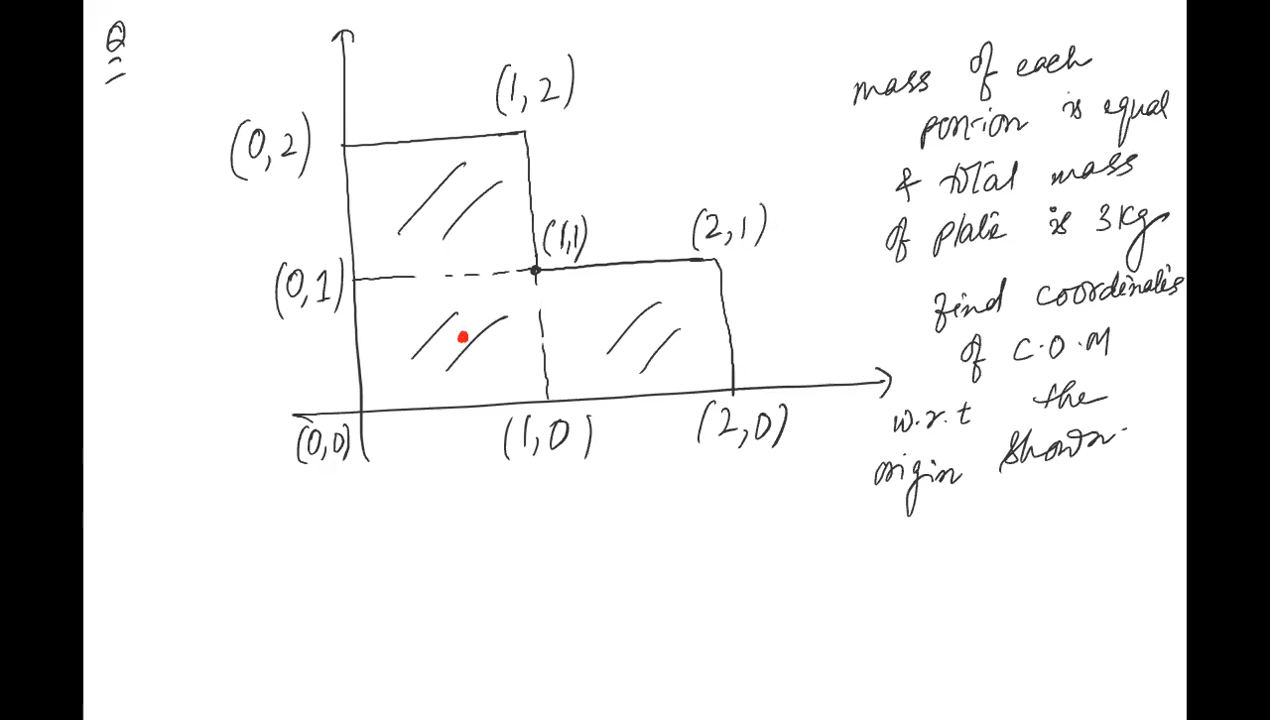 Q
(1,2)
(0,2)
(1,1)
(2,1)
(0,1)
(0,0)
(1,0)
(2,0)
mass of each
portion is equal
& total mass
of plate is 3kg
find coordinates
of C.O.M
w.r.t the
origin shown.